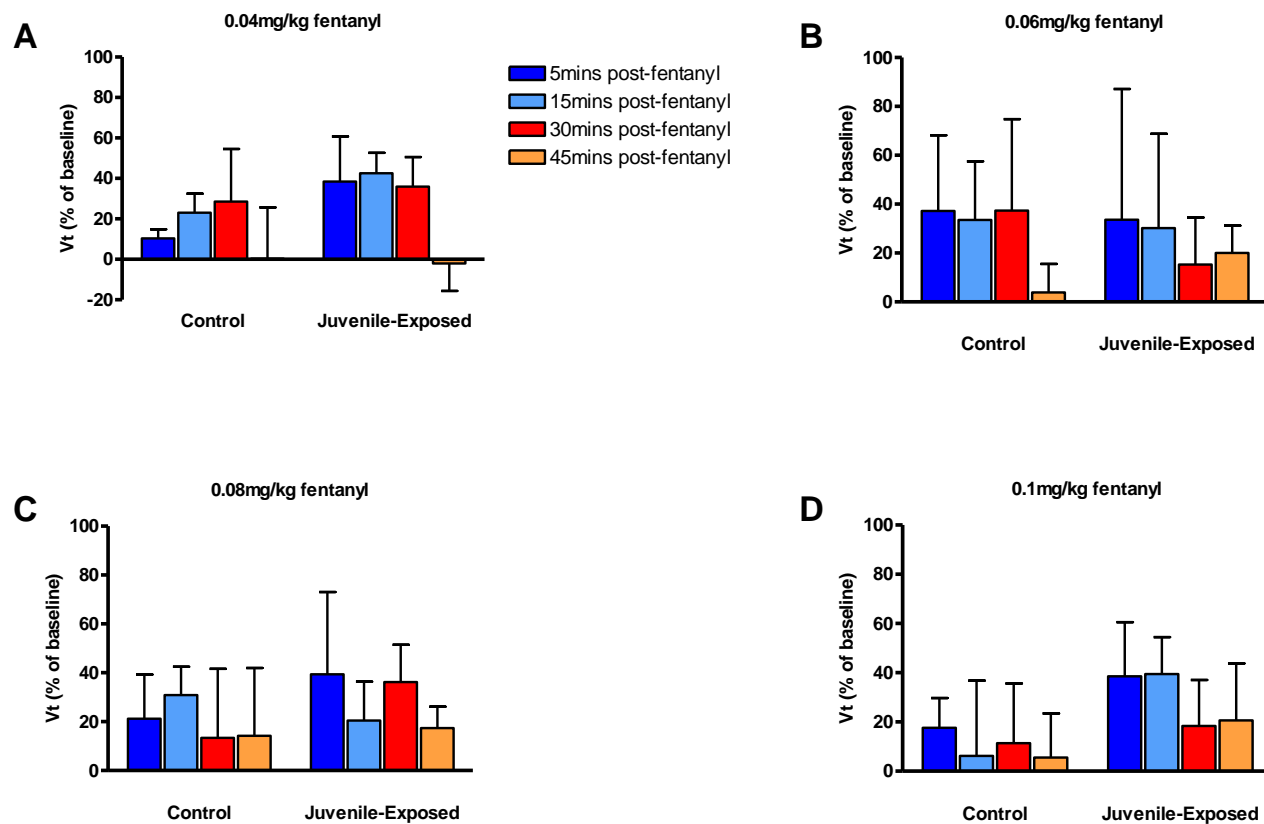 A
0.04mg/kg fentanyl
Vt (% of baseline)
100
80
60
40
20
0
-20
Control
Juvenile-Exposed
5mins post-fentanyl
15mins post-fentanyl
30mins post-fentanyl
45mins post-fentanyl
B
0.06mg/kg fentanyl
Vt (% of baseline)
100
80
60
40
20
0
Control
Juvenile-Exposed
C
0.08mg/kg fentanyl
Vt (% of baseline)
100
80
60
40
20
0
Control
Juvenile-Exposed
D
0.1mg/kg fentanyl
Vt (% of baseline)
100
80
60
40
20
0
Control
Juvenile-Exposed